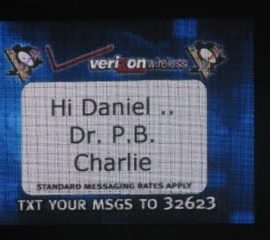 verizon wireless
Hi Daniel ..
Dr. P.B.
Charlie
STANDARD MESSAGING RATES APPLY
TXT YOUR MSGS TO 32623